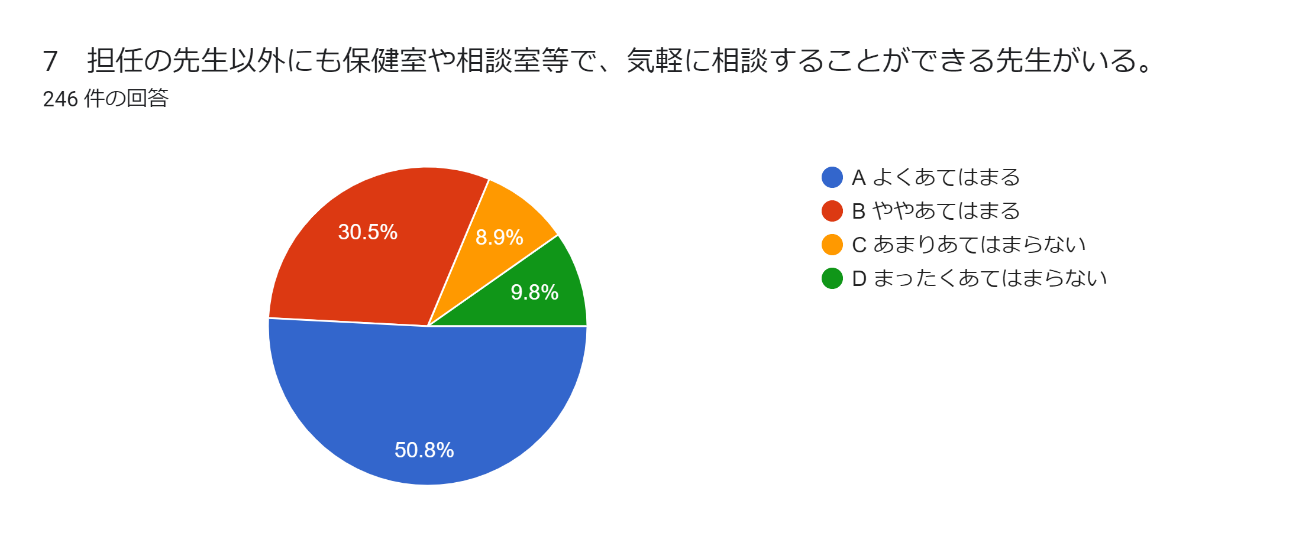 7　担任の先生以外にも保健室や相談室等で、気軽に相談することができる先生がいる。
246 件の回答
A よくあてはまる
B ややあてはまる
C あまりあてはまらない
D まったくあてはまらない
30.5%
8.9%
9.8%
50.8%